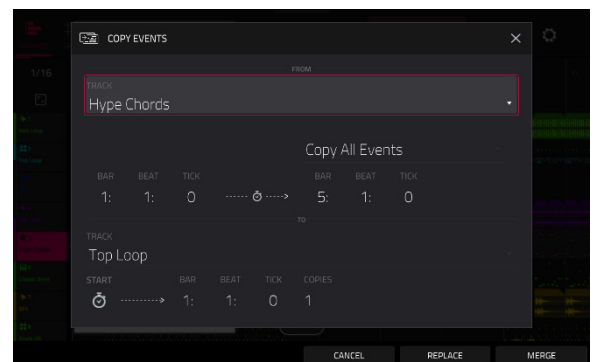 COPY EVENTS
1/16
FROM
TRACK
Hype Chords
Copy All Events
BAR BEAT TICK BAR BEAT TICK
1: 1: 0 5: 1: 0
TO
TRACK
Top Loop
START BAR BEAT TICK COPIES
1: 1: 0 1
CANCEL REPLACE MERGE